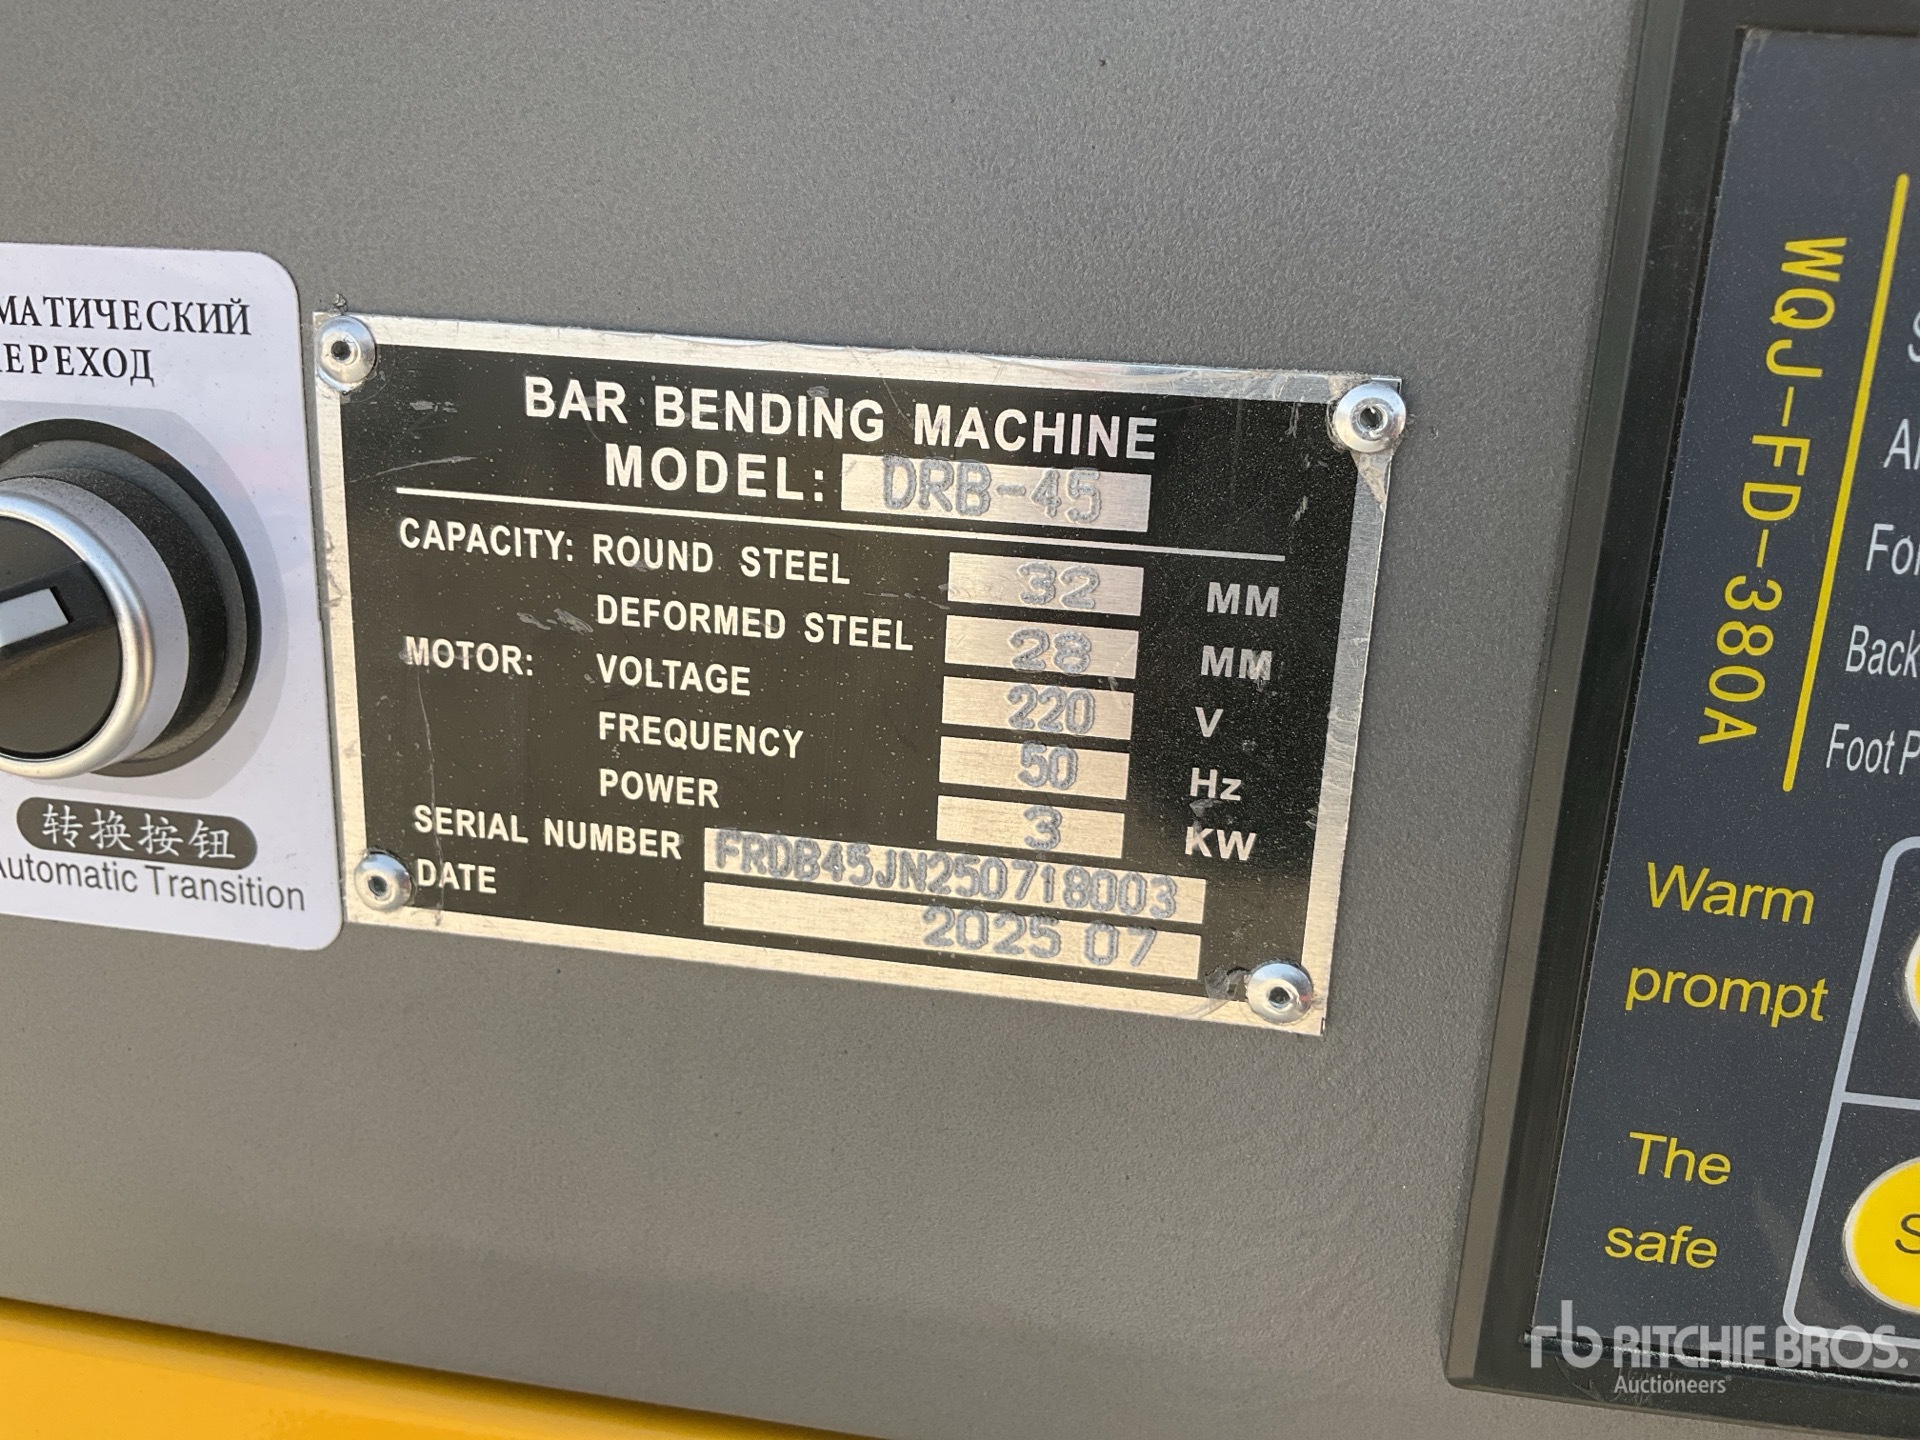 МАТИЧЕСКИЙ
ЕРЕХОД
转换按钮
Automatic Transition
BAR BENDING MACHINE
MODEL: DRB-45
CAPACITY: ROUND STEEL 32 MM
DEFORMED STEEL 28 MM
MOTOR: VOLTAGE 220 V
FREQUENCY 50 Hz
POWER 3 KW
SERIAL NUMBER FRDB45JN250718003
DATE 2025 07
WQJ-FD-380A
Back
Foot P
Warm
prompt
The
safe
rb RITCHIE BROS.
Auctioneers